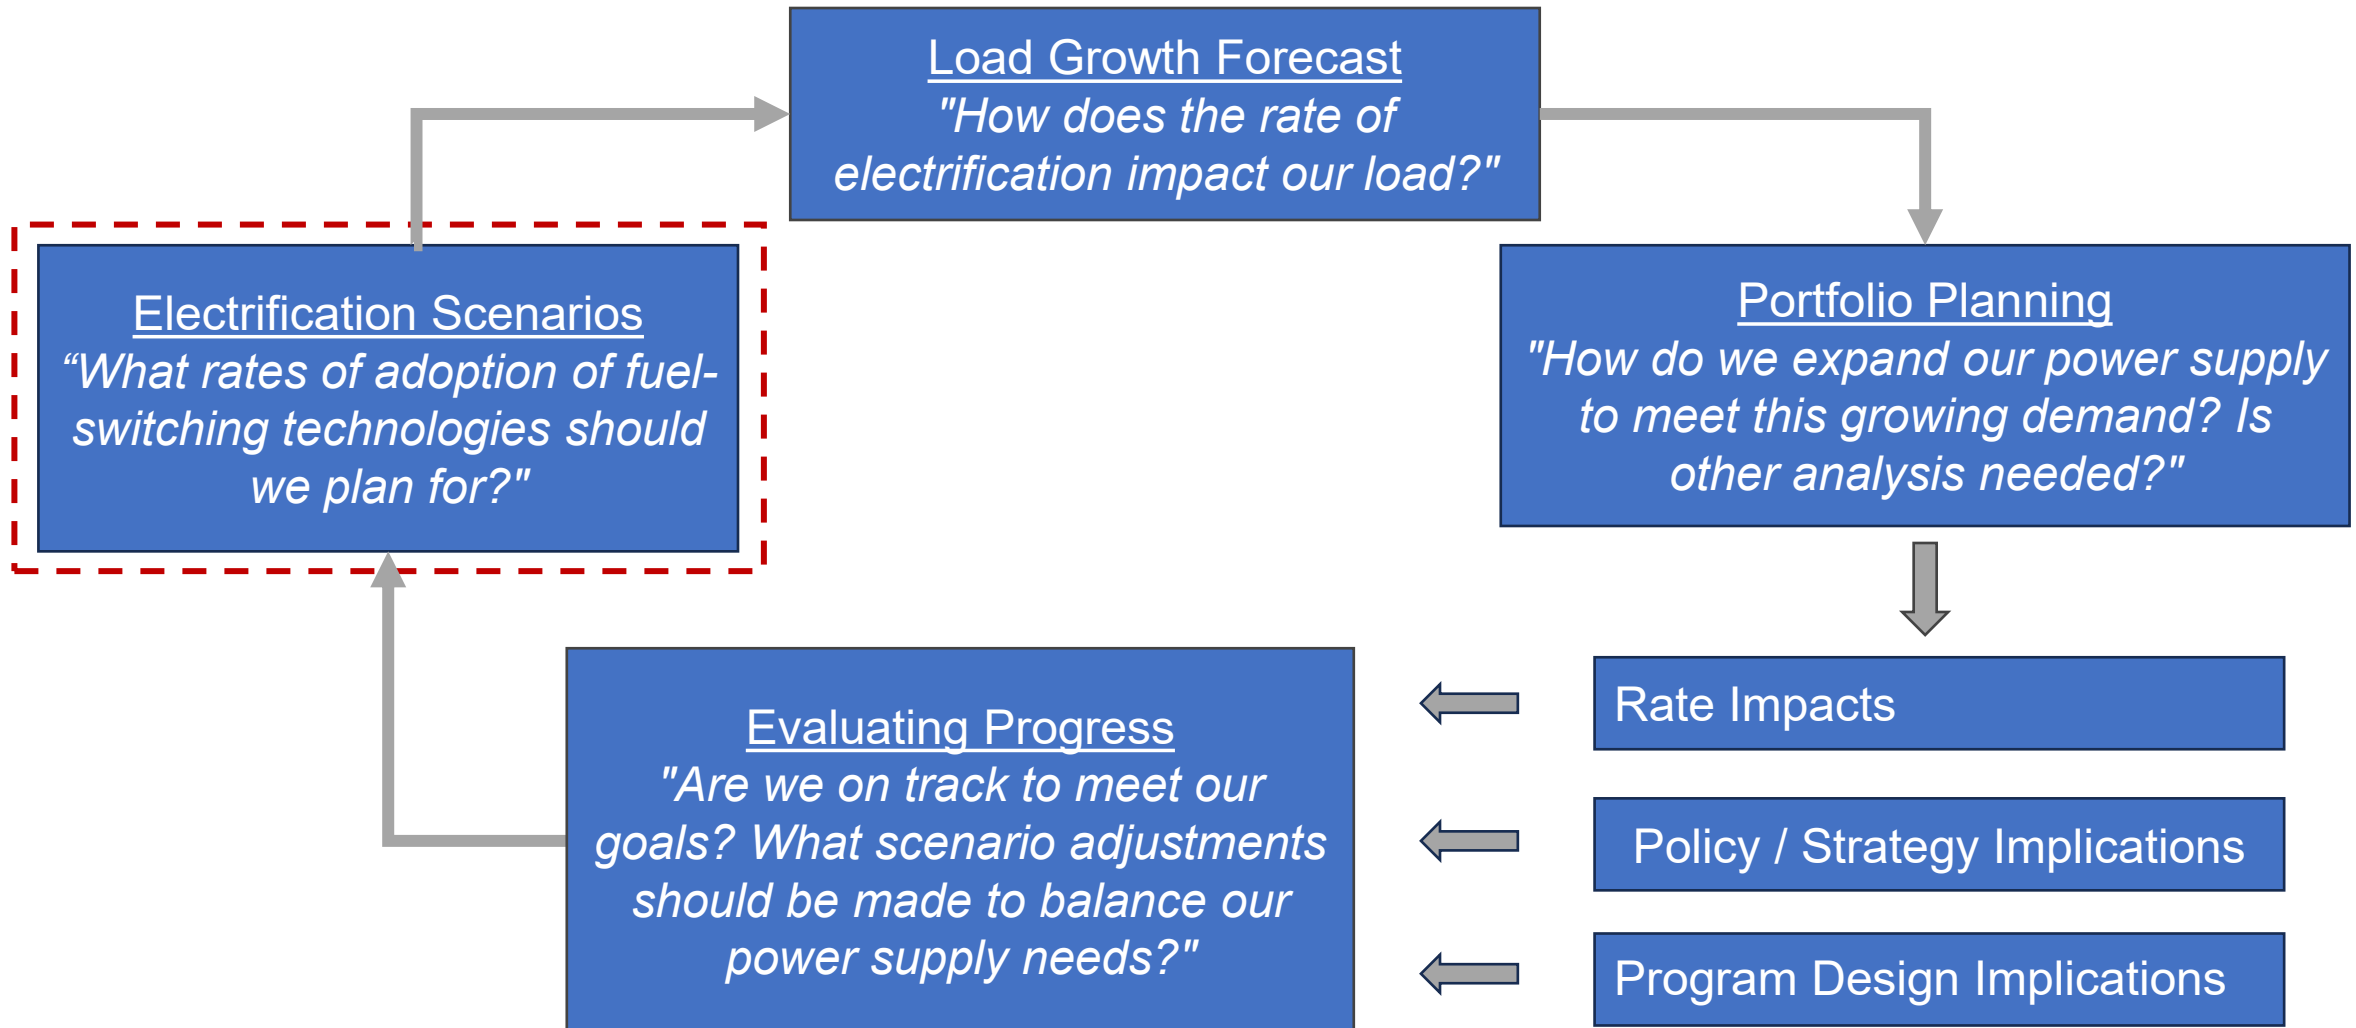 Load Growth Forecast
"How does the rate of
electrification impact our load?"
Electrification Scenarios
“What rates of adoption of fuel-
switching technologies should
we plan for?"
Portfolio Planning
"How do we expand our power supply
to meet this growing demand? Is
other analysis needed?"
Evaluating Progress
"Are we on track to meet our
goals? What scenario adjustments
should be made to balance our
power supply needs?"
Rate Impacts
Policy / Strategy Implications
Program Design Implications